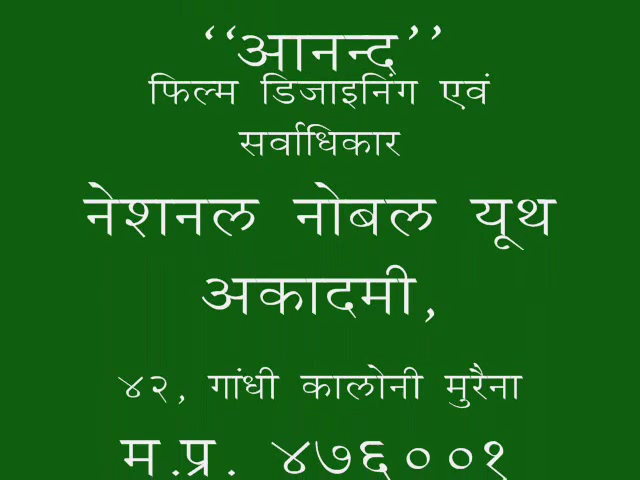 ‘‘आनन्द’’
फिल्म डिजाइनिंग एवं
सर्वाधिकार
नेशनल नोबल यूथ
अकादमी,
४२, गांधी कालोनी मुरैना
म.प्र. ४७६००१